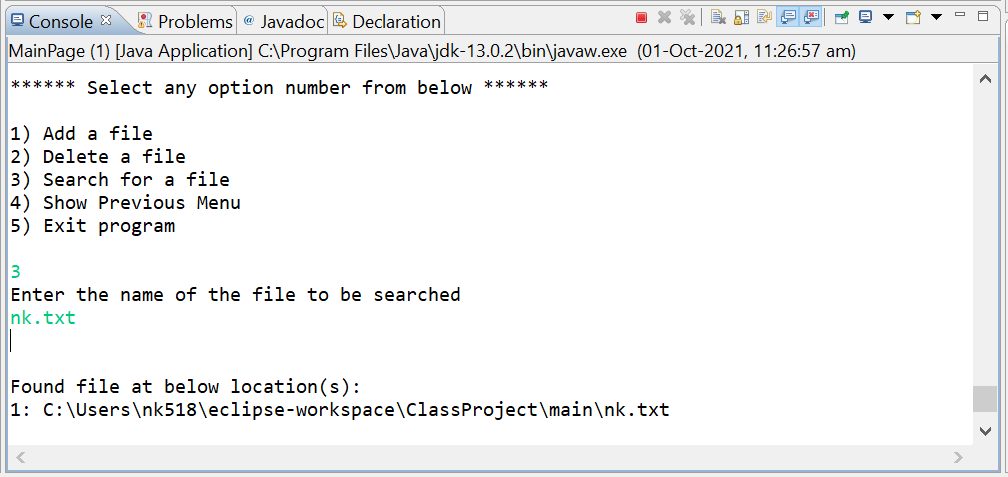 Console Problems @ Javadoc Declaration
MainPage (1) [Java Application] C:\Program Files\Java\jdk-13.0.2\bin\javaw.exe (01-Oct-2021, 11:26:57 am)
****** Select any option number from below ******
1) Add a file
2) Delete a file
3) Search for a file
4) Show Previous Menu
5) Exit program
3
Enter the name of the file to be searched
nk.txt
Found file at below location(s):
1: C:\Users\nk518\eclipse-workspace\ClassProject\main\nk.txt